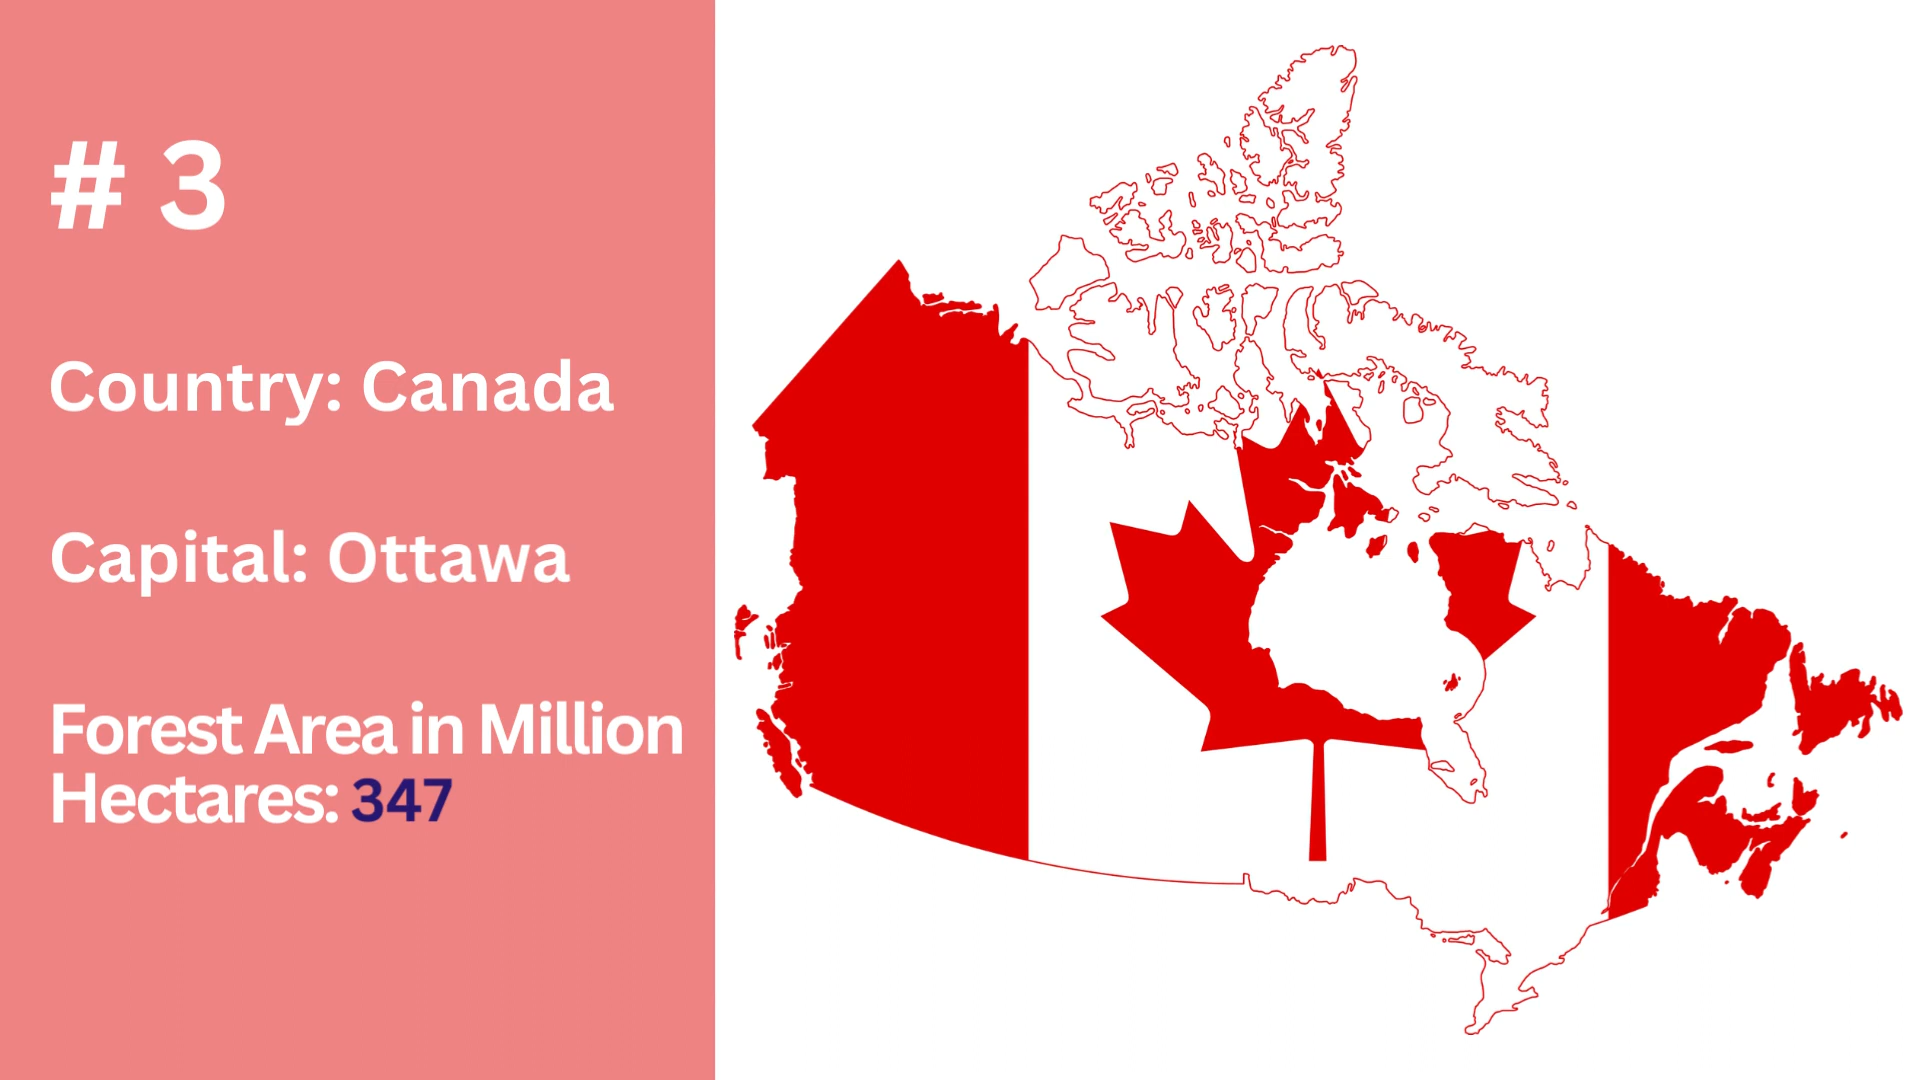 # 3
Country: Canada
Capital: Ottawa
Forest Area in Million
Hectares: 347